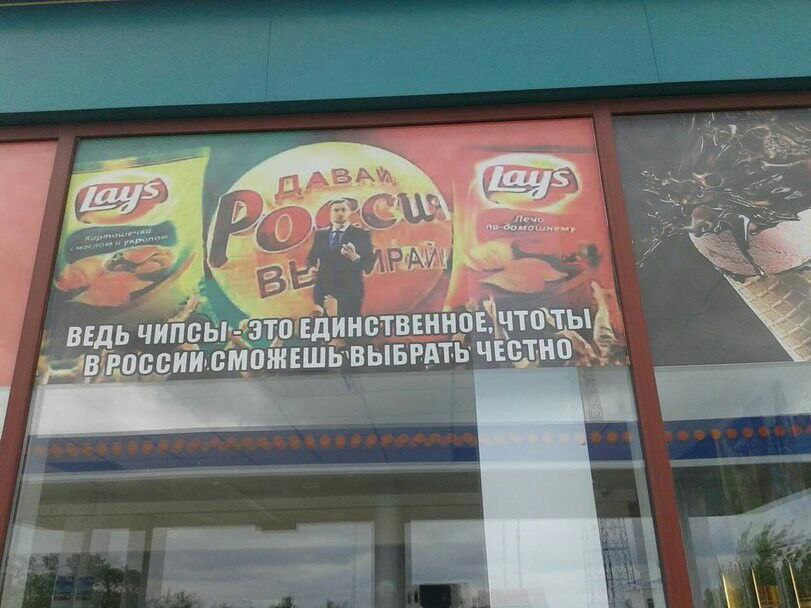 Lay's
Картошечка
с маслом и укропом
ДАВАЙ
Россия
ВЫБИРАЙ!
Lay's
Лечо
по-домашнему
ВЕДЬ ЧИПСЫ - ЭТО ЕДИНСТВЕННОЕ, ЧТО ТЫ
В РОССИИ СМОЖЕШЬ ВЫБРАТЬ ЧЕСТНО